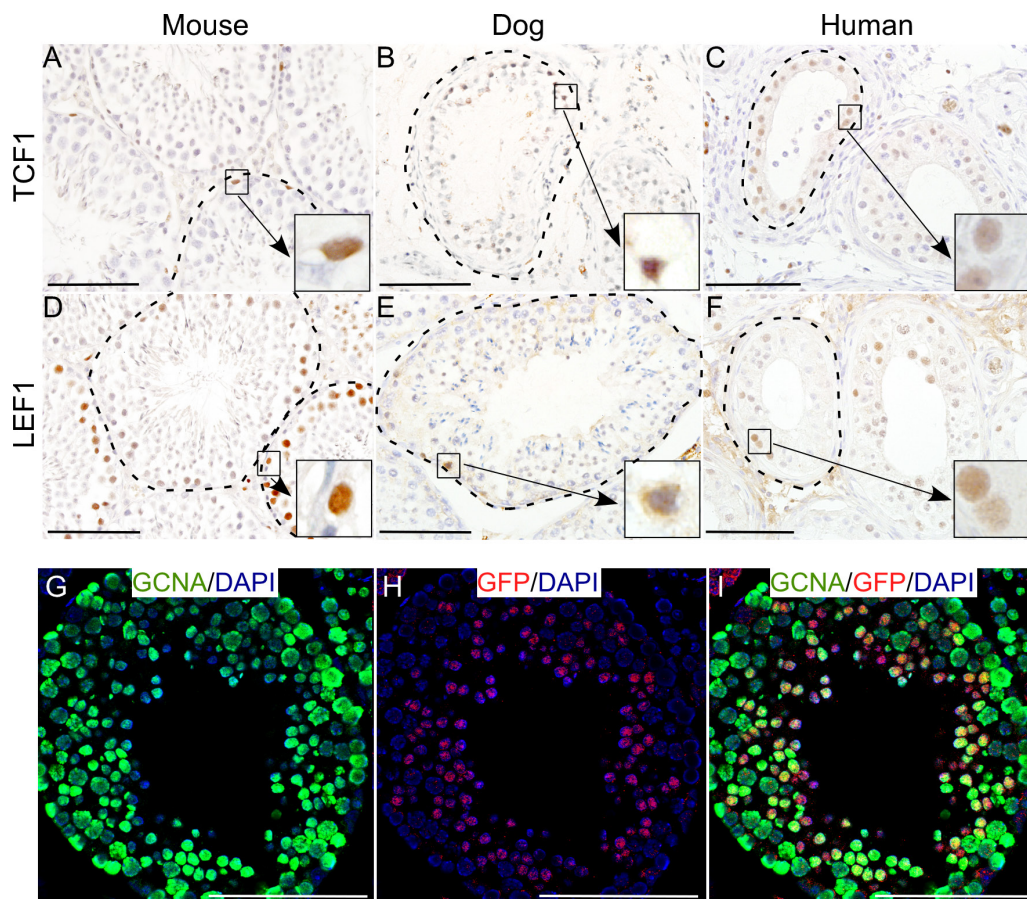 Mouse Dog Human
TCF1
A B C
LEF1
D E F
G GCNA/DAPI H GFP/DAPI I GCNA/GFP/DAPI